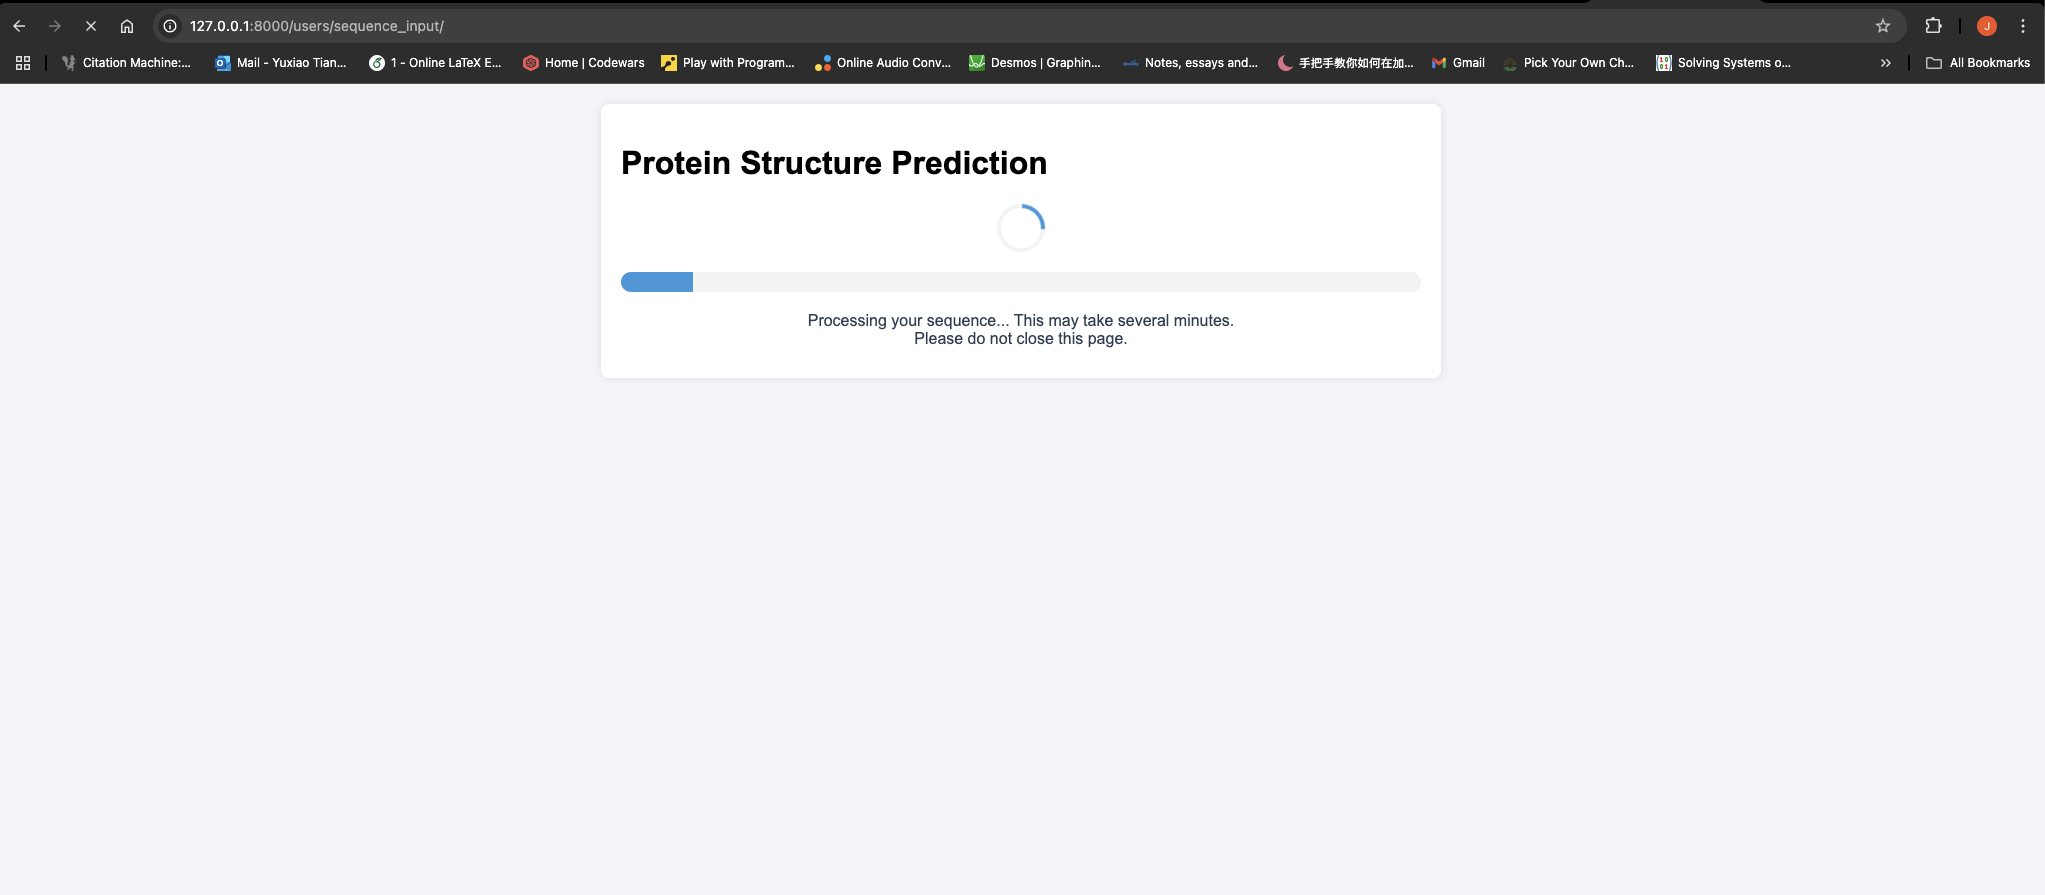 127.0.0.1:8000/users/sequence_input/
J
Citation Machine:... Mail - Yuxiao Tian... 1 - Online LaTeX E... Home | Codewars Play with Program... Online Audio Conv... Desmos | Graphin... Notes, essays and... 手把手教你如何在加... Gmail Pick Your Own Ch... Solving Systems o... All Bookmarks
Protein Structure Prediction
Processing your sequence... This may take several minutes.
Please do not close this page.